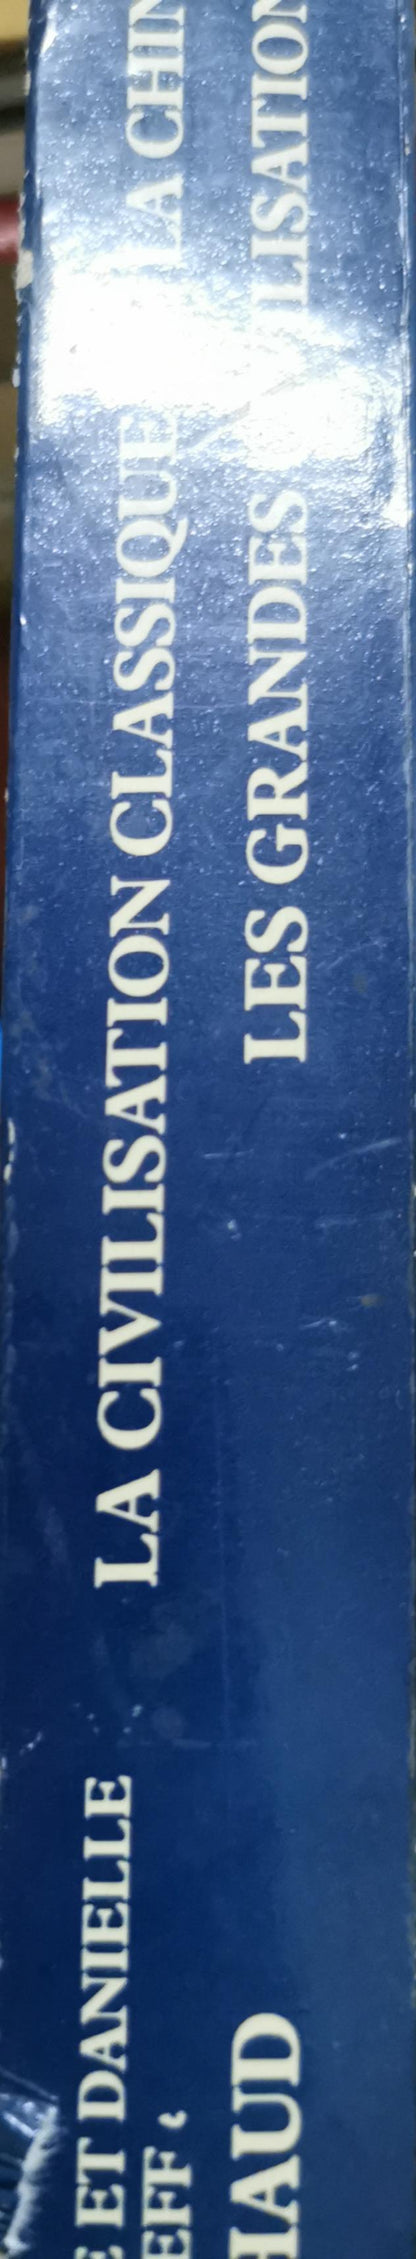 ET DANIELLE
EFF
LA CIVILISATION CLASSIQUE
LA CHIN
HAUD
LES GRANDES
LISATION